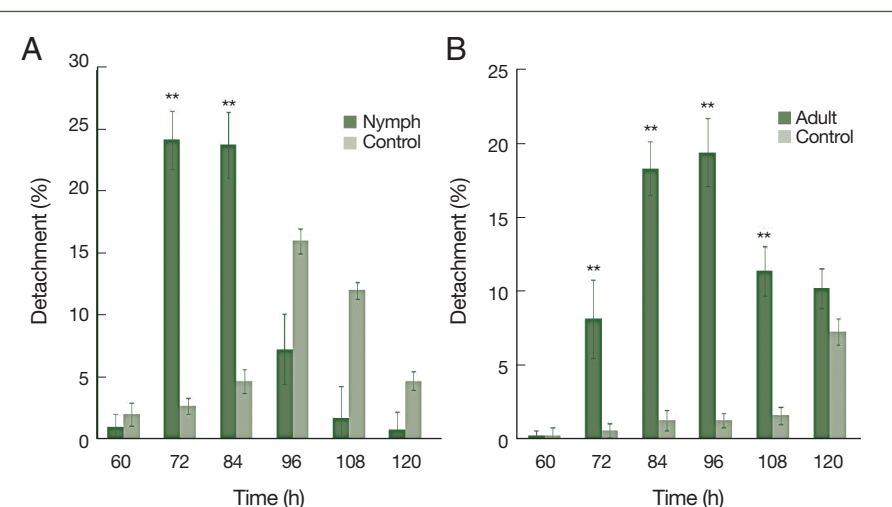 A
B
30
25
20
15
10
5
0
Detachment (%)
**
**
Nymph
Control
60 72 84 96 108 120
Time (h)
25
20
15
10
5
0
Detachment (%)
**
**
**
**
Adult
Control
60 72 84 96 108 120
Time (h)